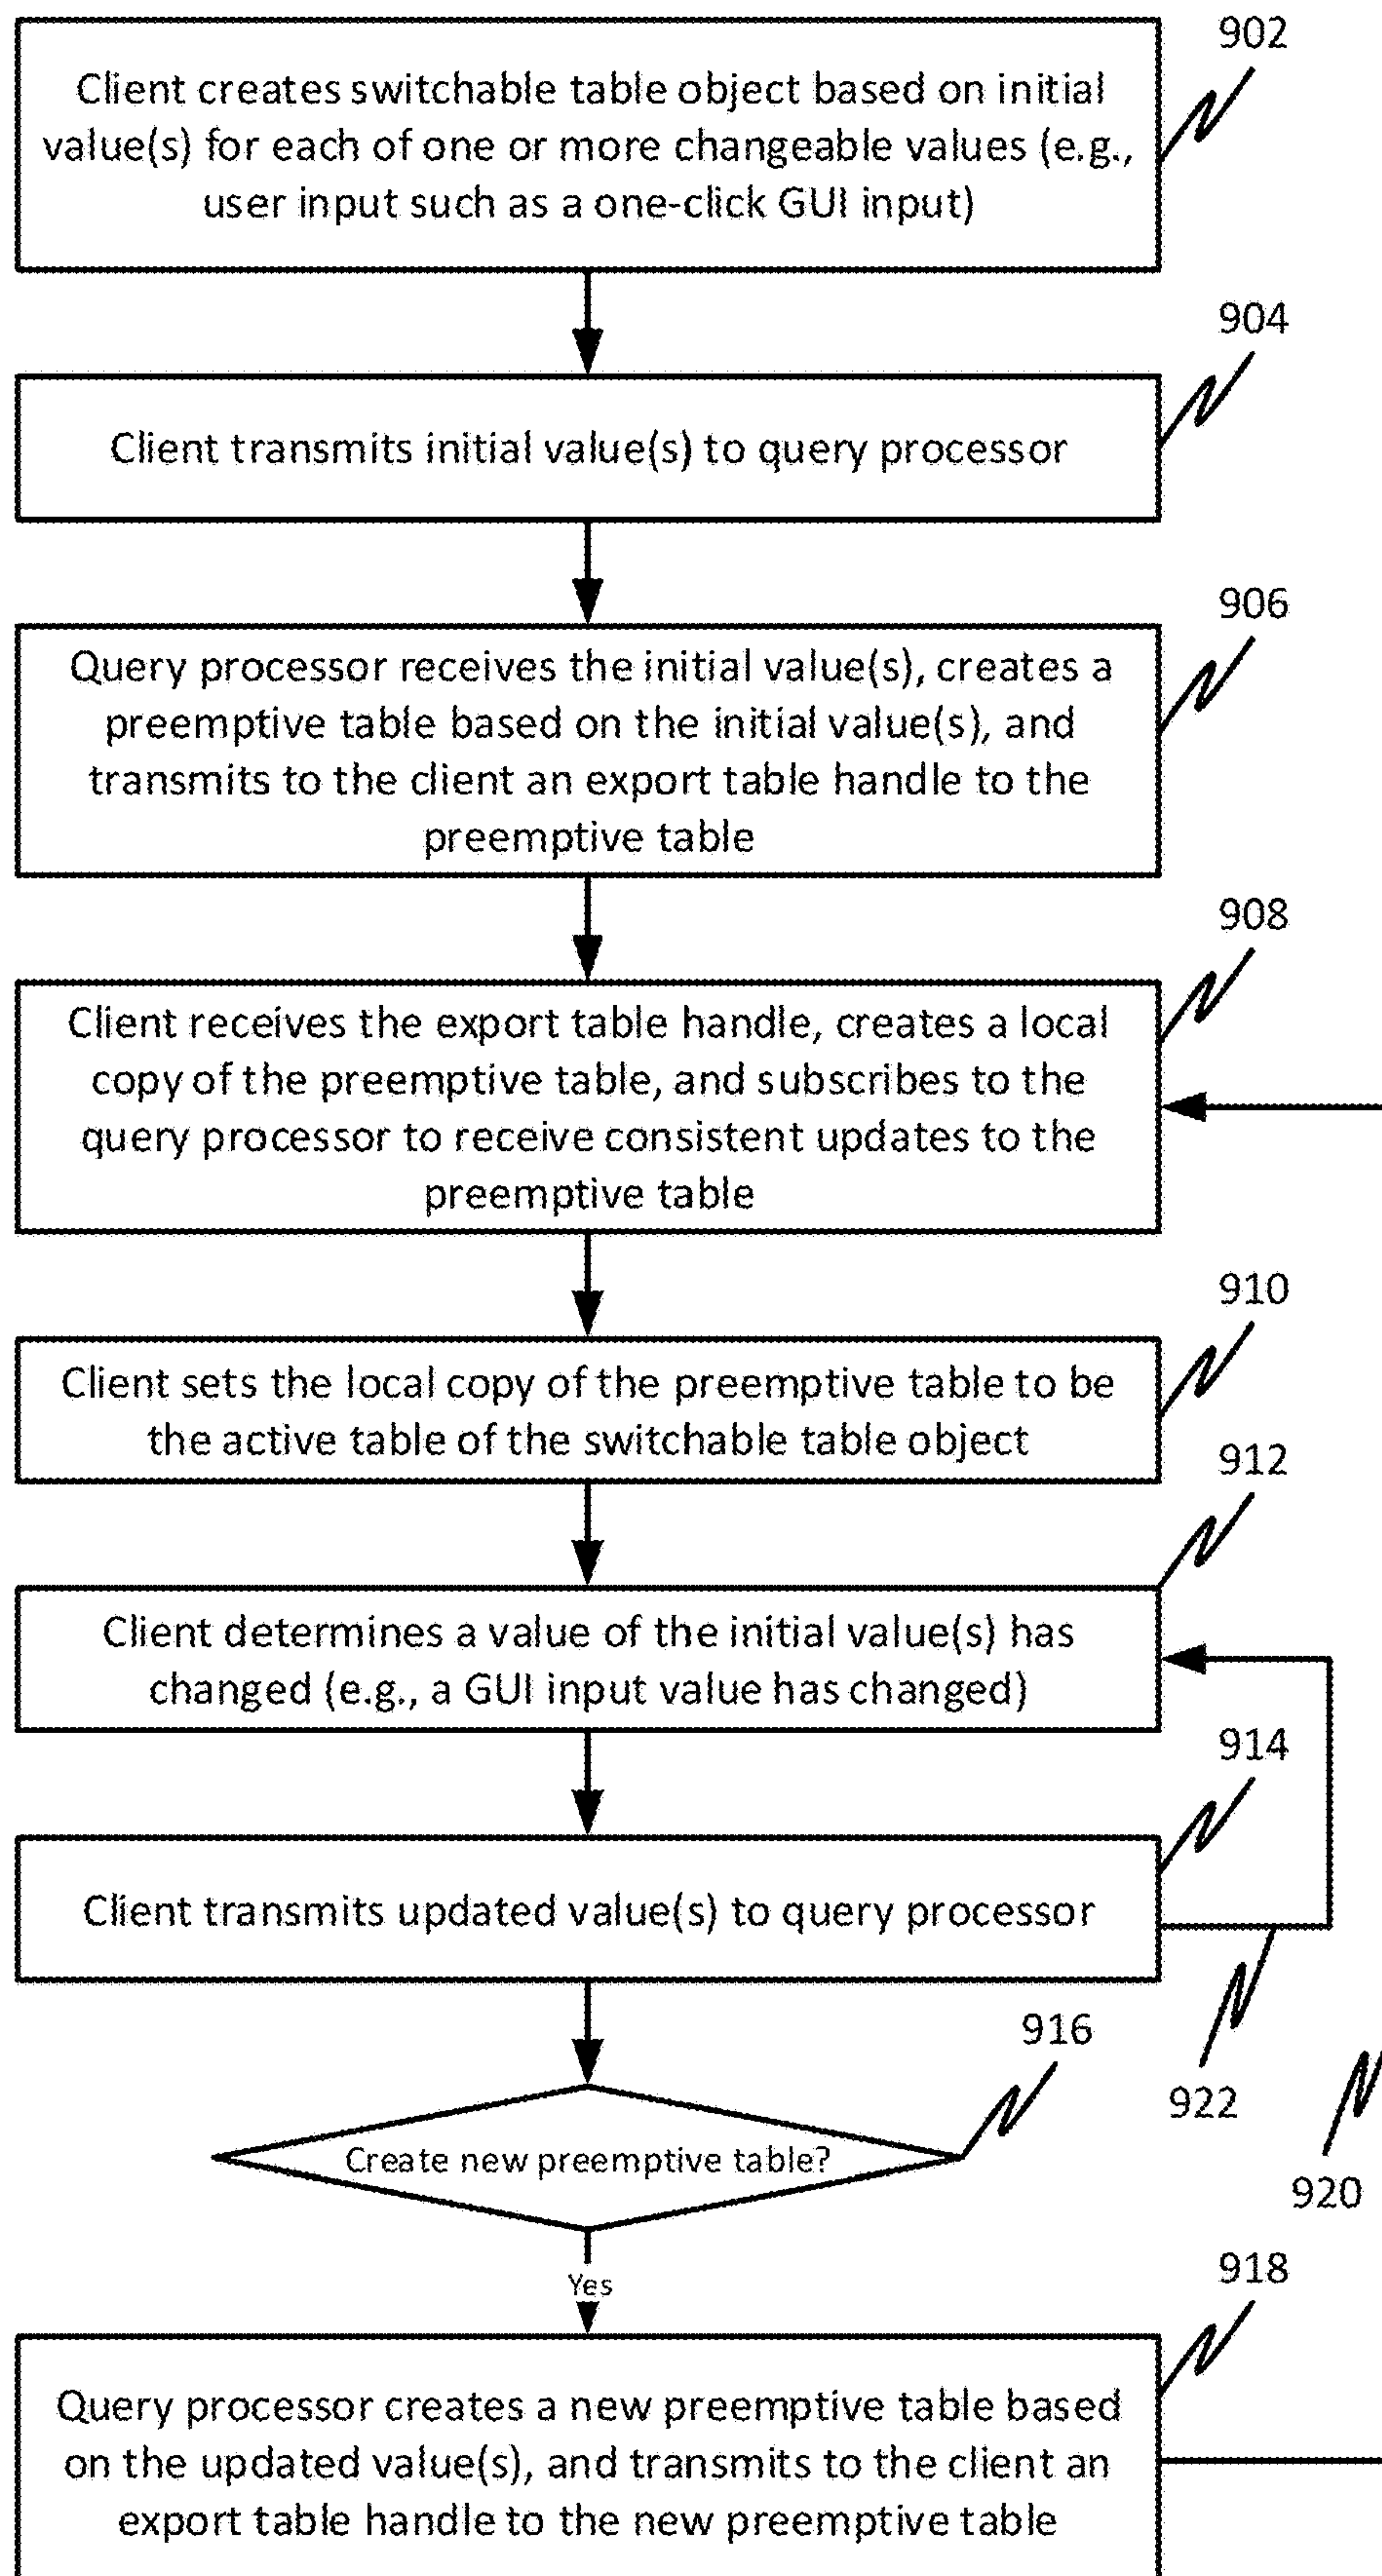 902
Client creates switchable table object based on initial
value(s) for each of one or more changeable values (e.g.,
user input such as a one-click GUI input)
904
Client transmits initial value(s) to query processor
906
Query processor receives the initial value(s), creates a
preemptive table based on the initial value(s), and
transmits to the client an export table handle to the
preemptive table
908
Client receives the export table handle, creates a local
copy of the preemptive table, and subscribes to the
query processor to receive consistent updates to the
preemptive table
910
Client sets the local copy of the preemptive table to be
the active table of the switchable table object
912
Client determines a value of the initial value(s) has
changed (e.g., a GUI input value has changed)
914
Client transmits updated value(s) to query processor
916
922
Create new preemptive table?
920
Yes
918
Query processor creates a new preemptive table based
on the updated value(s), and transmits to the client an
export table handle to the new preemptive table